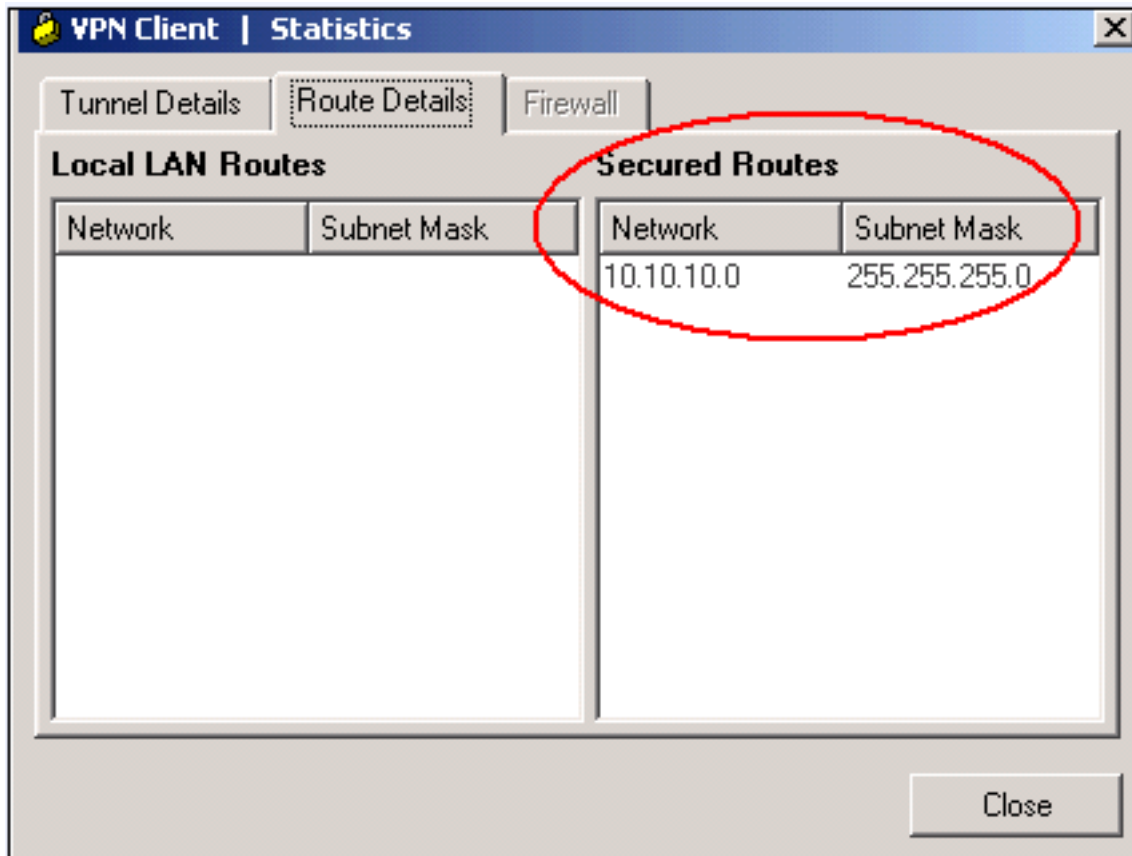 VPN Client | Statistics
Tunnel Details Route Details Firewall
Local LAN Routes Secured Routes
Network Subnet Mask Network Subnet Mask
10.10.10.0 255.255.255.0
Close